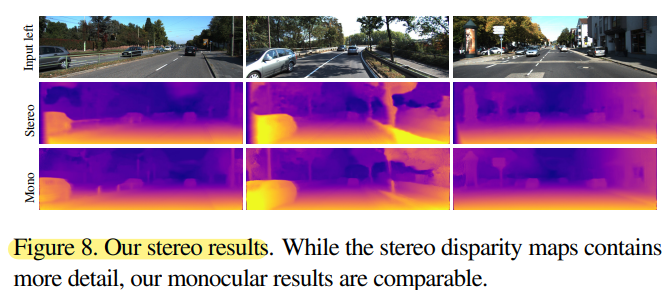 Input left
Stereo
Mono
Figure 8. Our stereo results. While the stereo disparity maps contains
more detail, our monocular results are comparable.